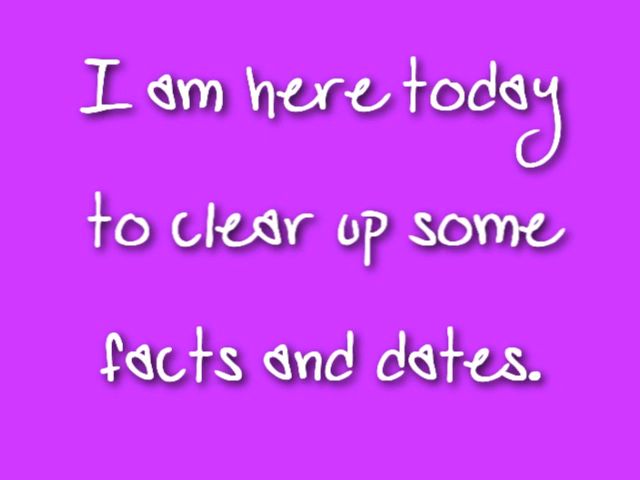 I am here today
to clear up some
facts and dates.